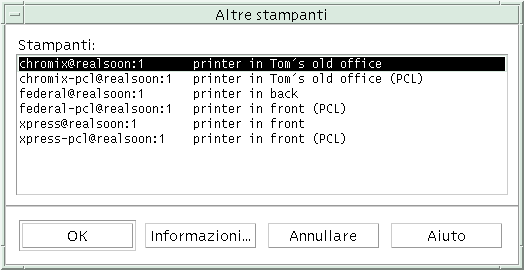 Altre stampanti
Stampanti:
chromix@realsoon:1 printer in Tom´s old office
chromix-pcl@realsoon:1 printer in Tom´s old office (PCL)
federal@realsoon:1 printer in back
federal-pcl@realsoon:1 printer in front (PCL)
xpress@realsoon:1 printer in front
xpress-pcl@realsoon:1 printer in front (PCL)
OK Informazioni... Annullare Aiuto